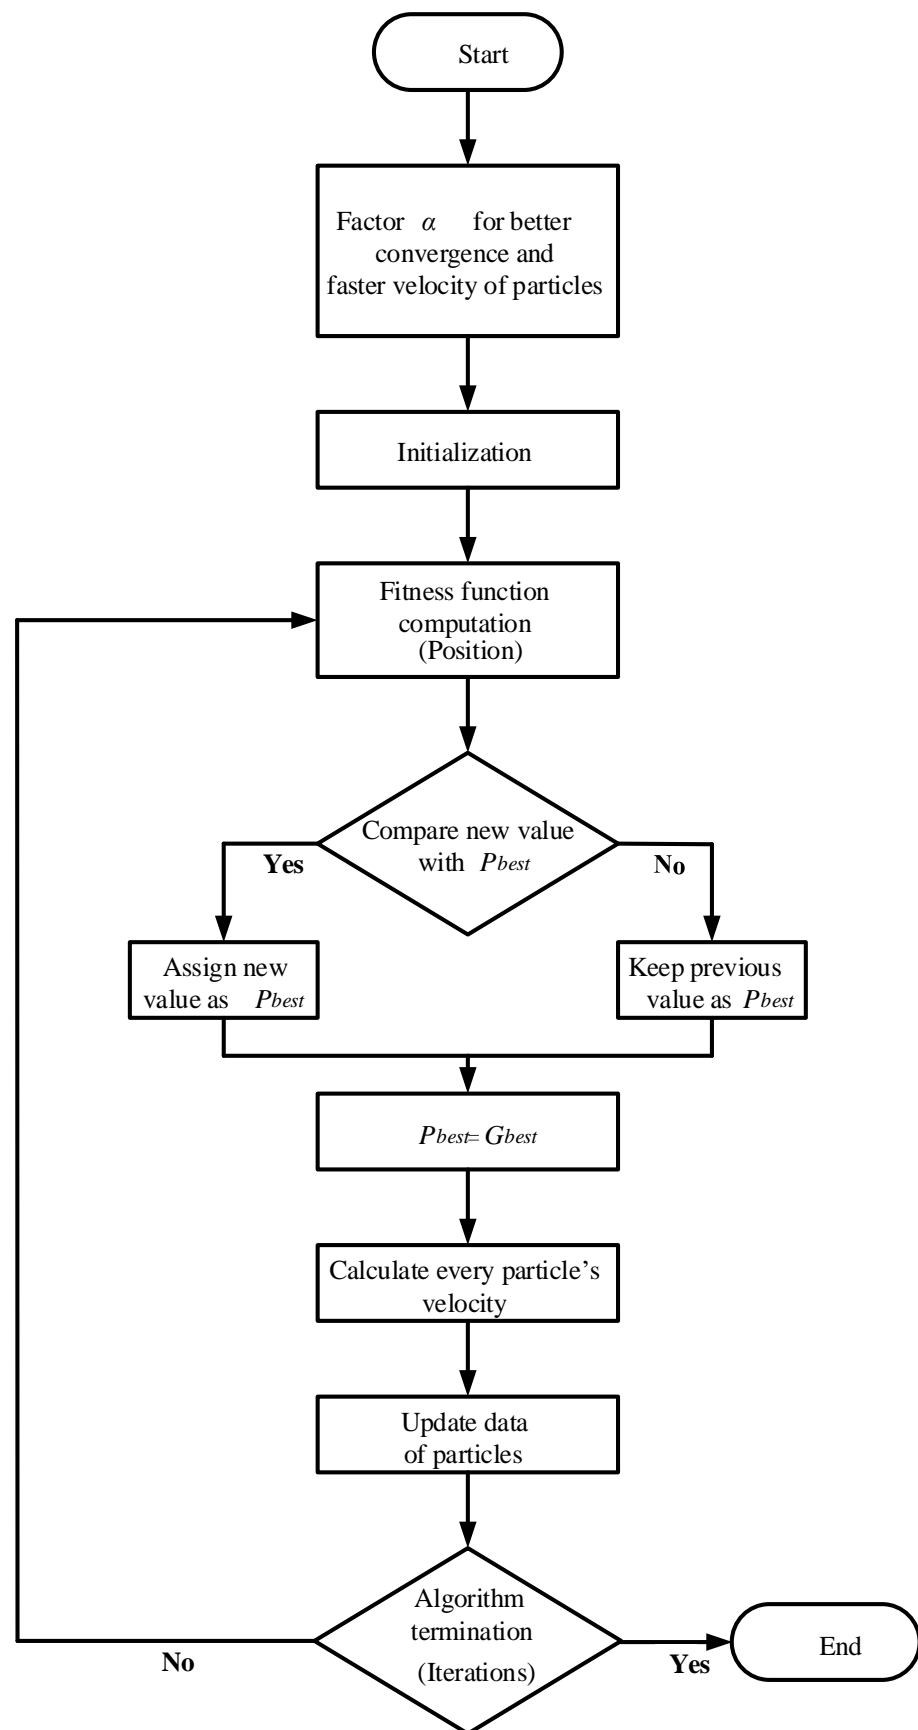 Start
Factor α for better
convergence and
faster velocity of particles
Initialization
Fitness function
computation
(Position)
Compare new value
with Pbest
Yes
No
Assign new
value as Pbest
Keep previous
value as Pbest
Pbest= Gbest
Calculate every particle’s
velocity
Update data
of particles
Algorithm
termination
(Iterations)
No
Yes
End